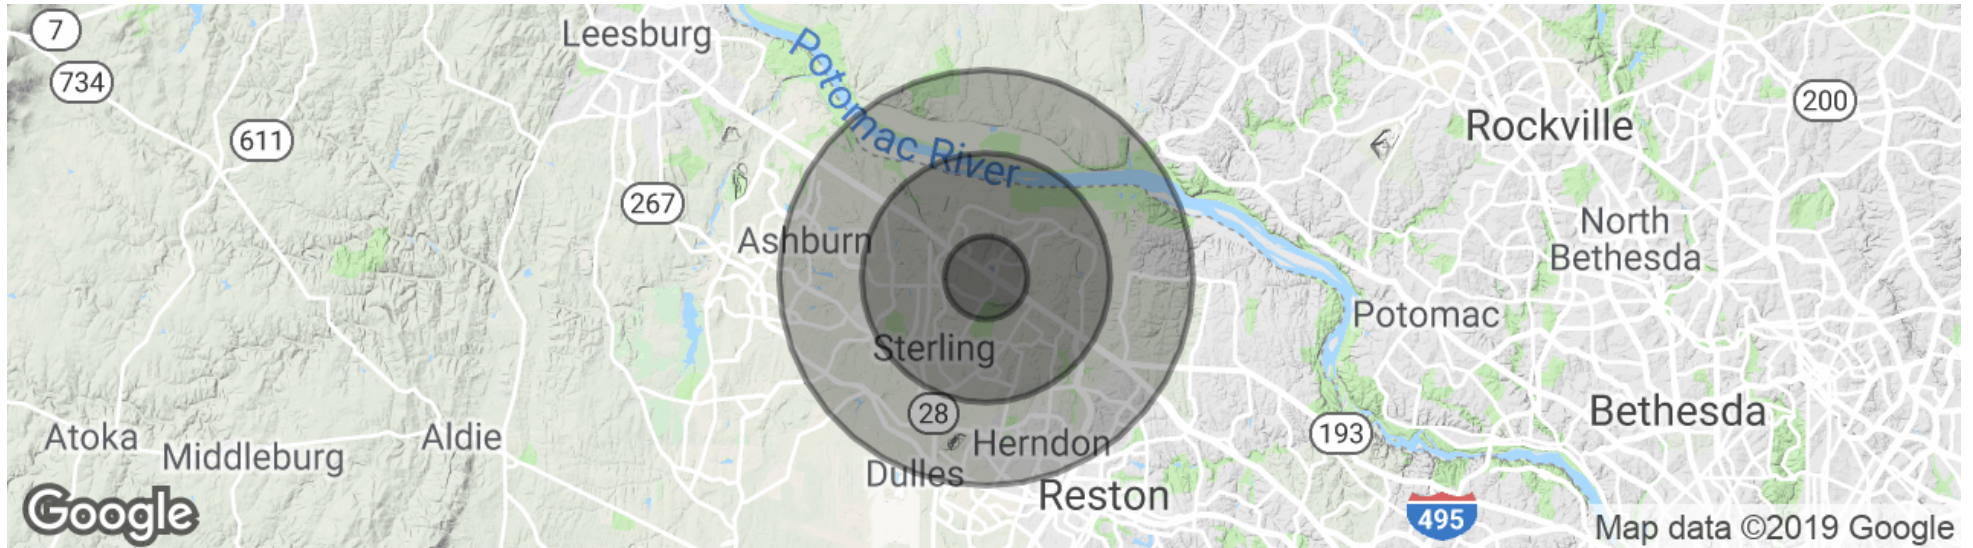 7
Leesburg
734
Potomac River
200
Rockville
611
267
North
Bethesda
Ashburn
Potomac
Sterling
28
193
Bethesda
Atoka
Middleburg
Aldie
Herndon
Dulles
Reston
495
Google
Map data ©2019 Google